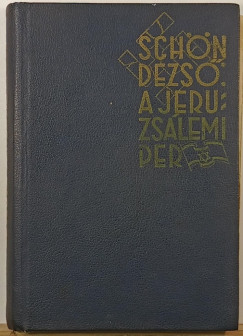 SCHÖN
DEZSŐ:
A JERU-
ZSÁLEMI
PER